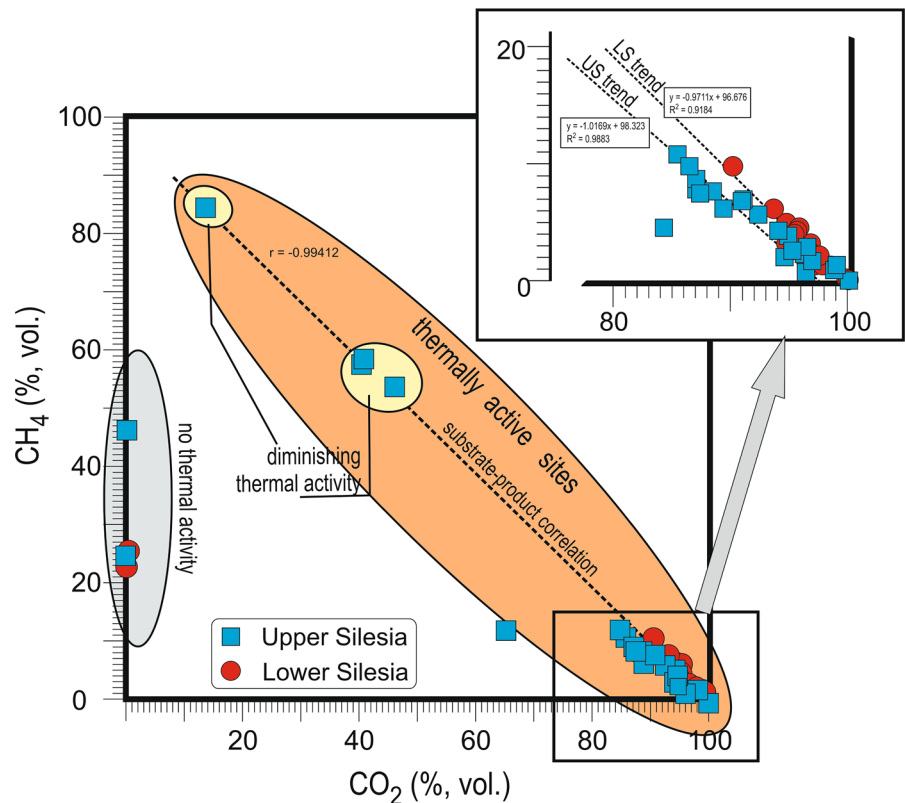 20
LS trend
US trend
y = -0.9711x + 96.676
R² = 0.9184
y = -1.0169x + 98.323
R² = 0.9883
0
80
100
100
80
60
40
20
0
CH₄ (%, vol.)
r = -0.99412
thermally active sites
substrate-product correlation
diminishing
thermal activity
no thermal activity
Upper Silesia
Lower Silesia
20
40
60
80
100
CO₂ (%, vol.)